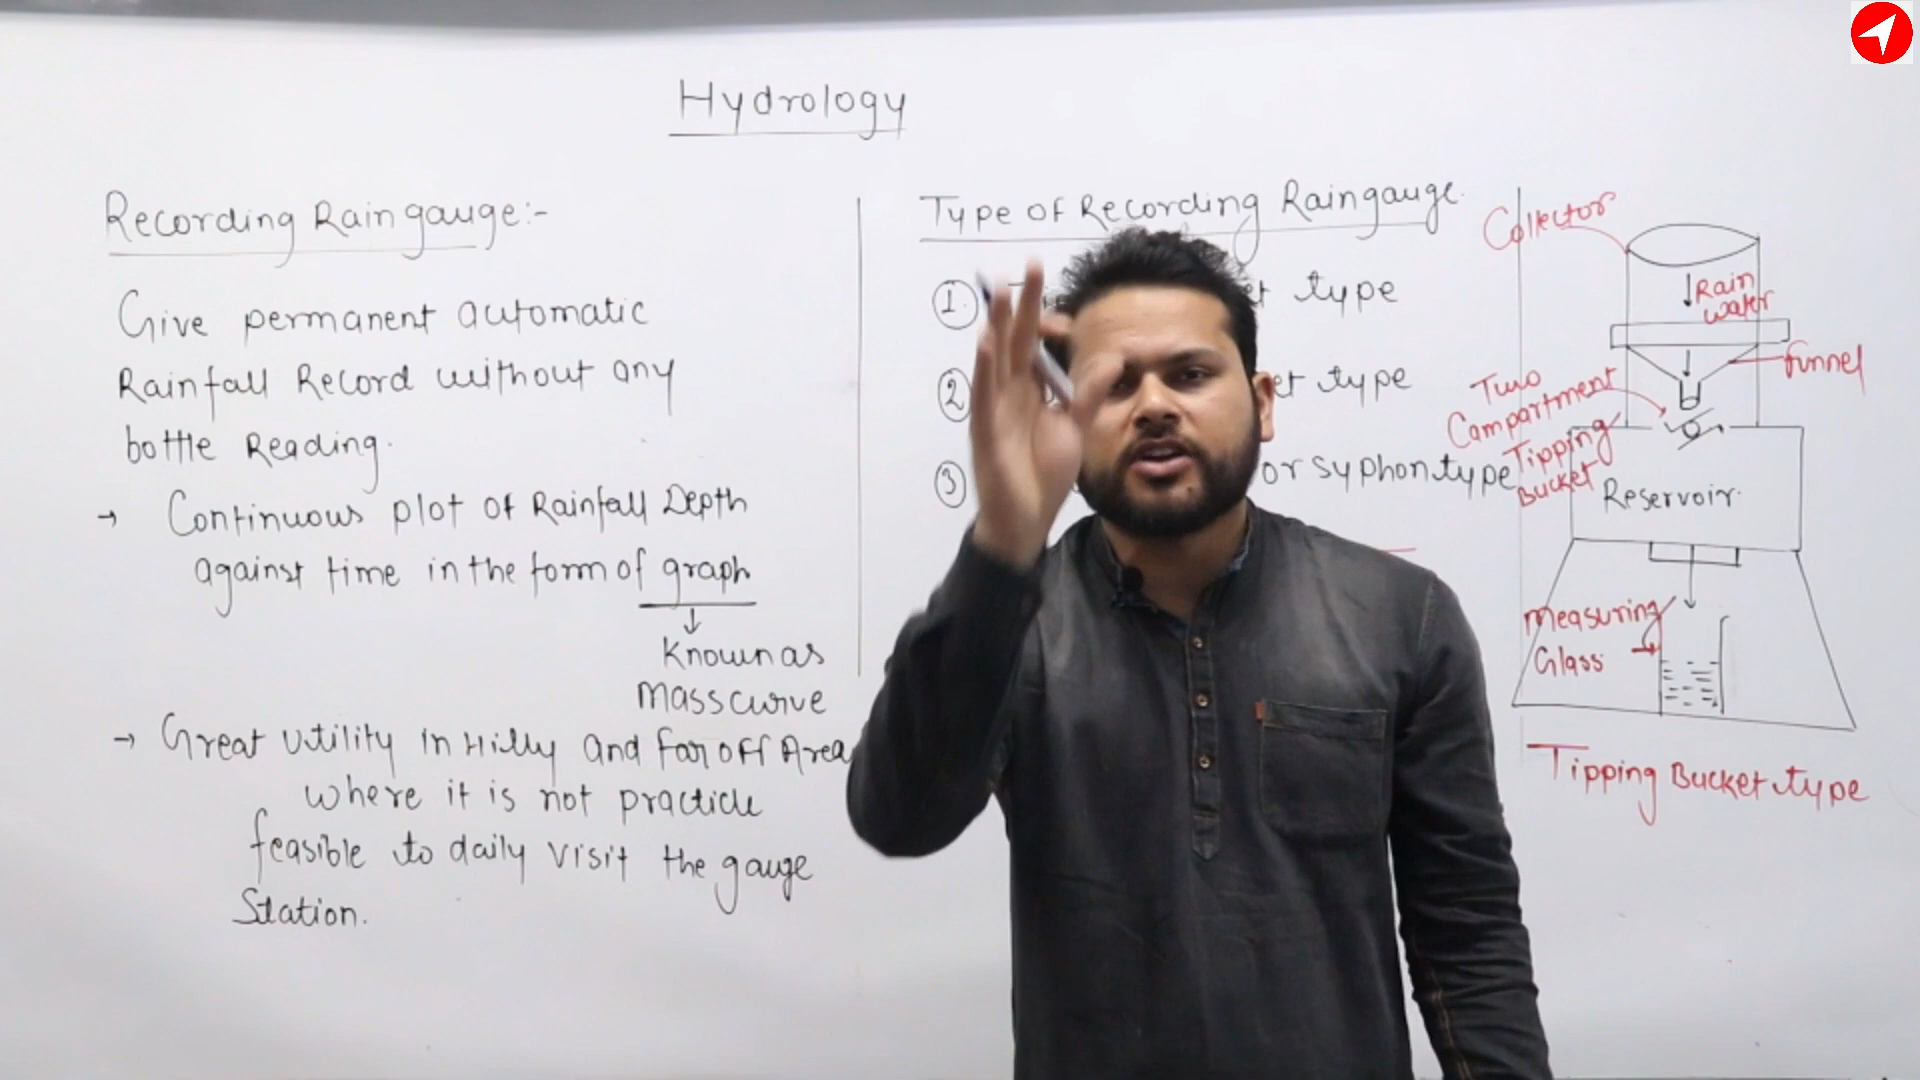 Hydrology
Recording Raingauge:-
Give permanent automatic
Rainfall Record without any
bottle Reading.
→ Continuous plot of Rainfall Depth
against time in the form of graph
↓
Known as
Mass curve
→ Great utility in Hilly and far off Area
where it is not practicle
feasible to daily visit the gauge
Station.
Type of Recording Raingauge.
1. type
2 type
3 or syphon type
Collector
↓ Rain
water
Funnel
Two
Compartment
Tipping
Bucket
Reservoir.
Measuring
Glass
Tipping Bucket type